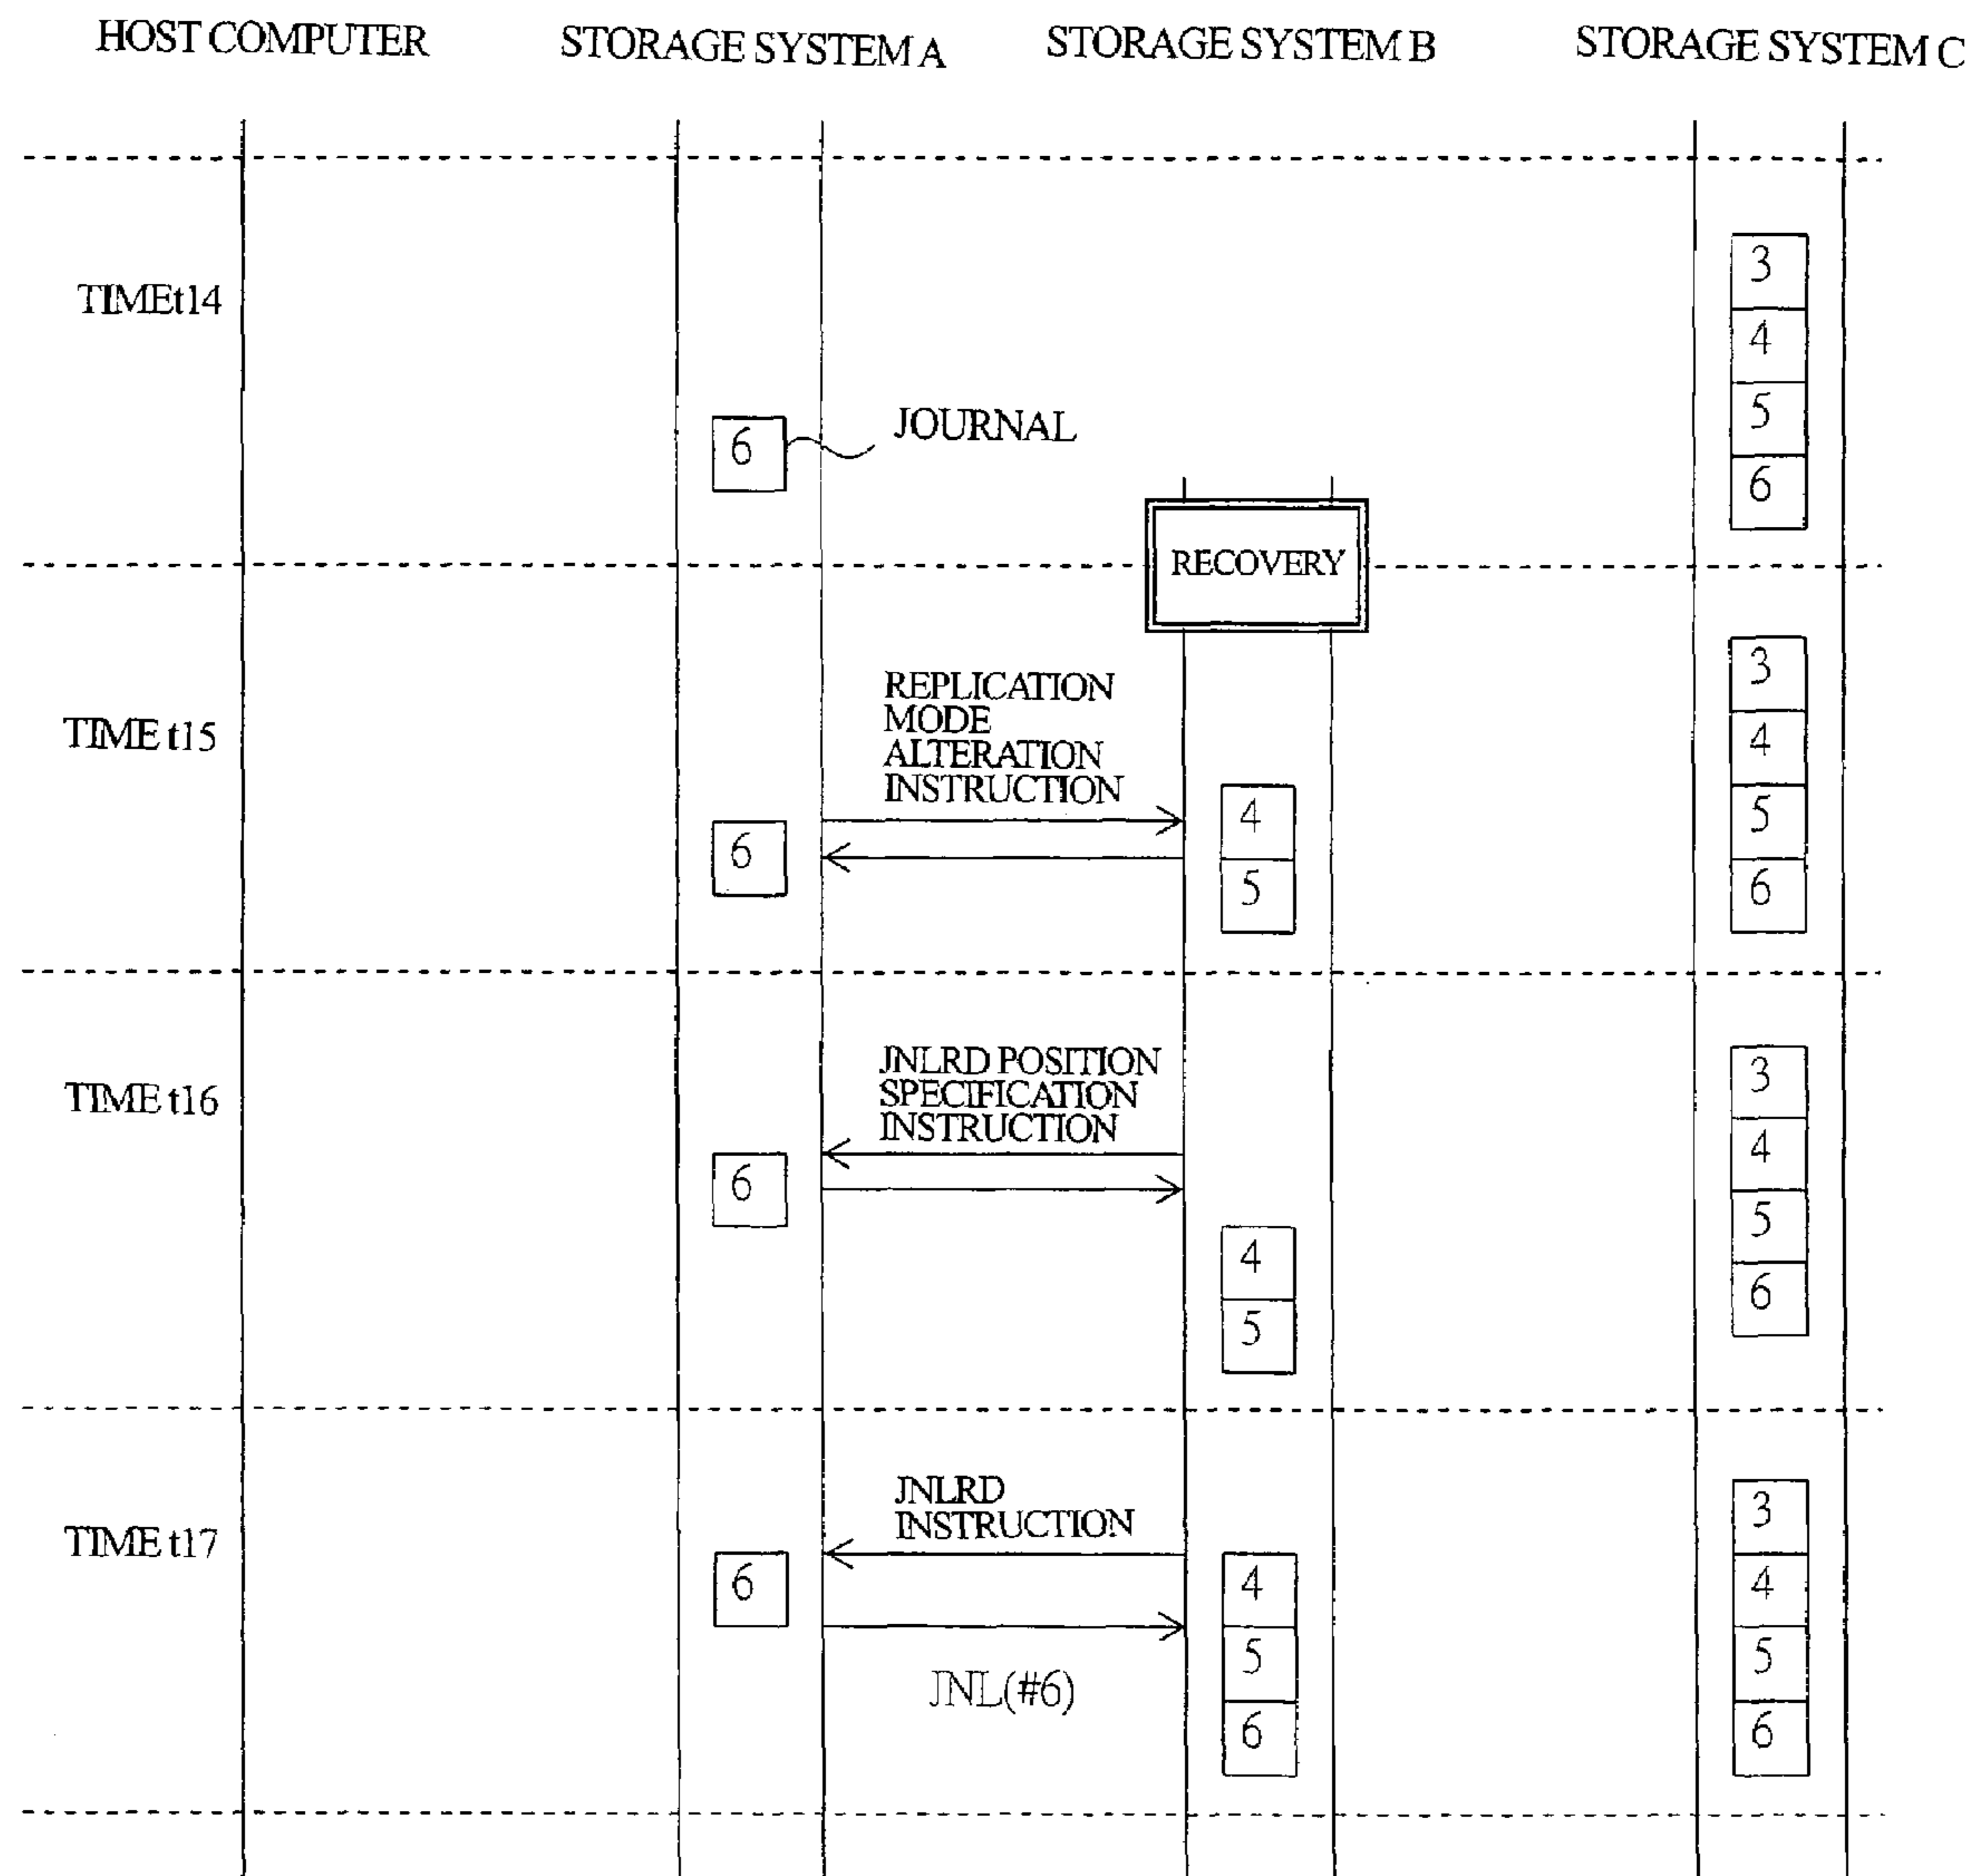 HOST COMPUTER
STORAGE SYSTEM A
STORAGE SYSTEM B
STORAGE SYSTEM C
TIMEt14
6
JOURNAL
3
4
5
6
RECOVERY
TIME t15
REPLICATION
MODE
ALTERATION
INSTRUCTION
6
4
5
3
4
5
6
TIME t16
JNLRD POSITION
SPECIFICATION
INSTRUCTION
6
4
5
3
4
5
6
TIME t17
JNLRD
INSTRUCTION
6
JNL(#6)
4
5
6
3
4
5
6